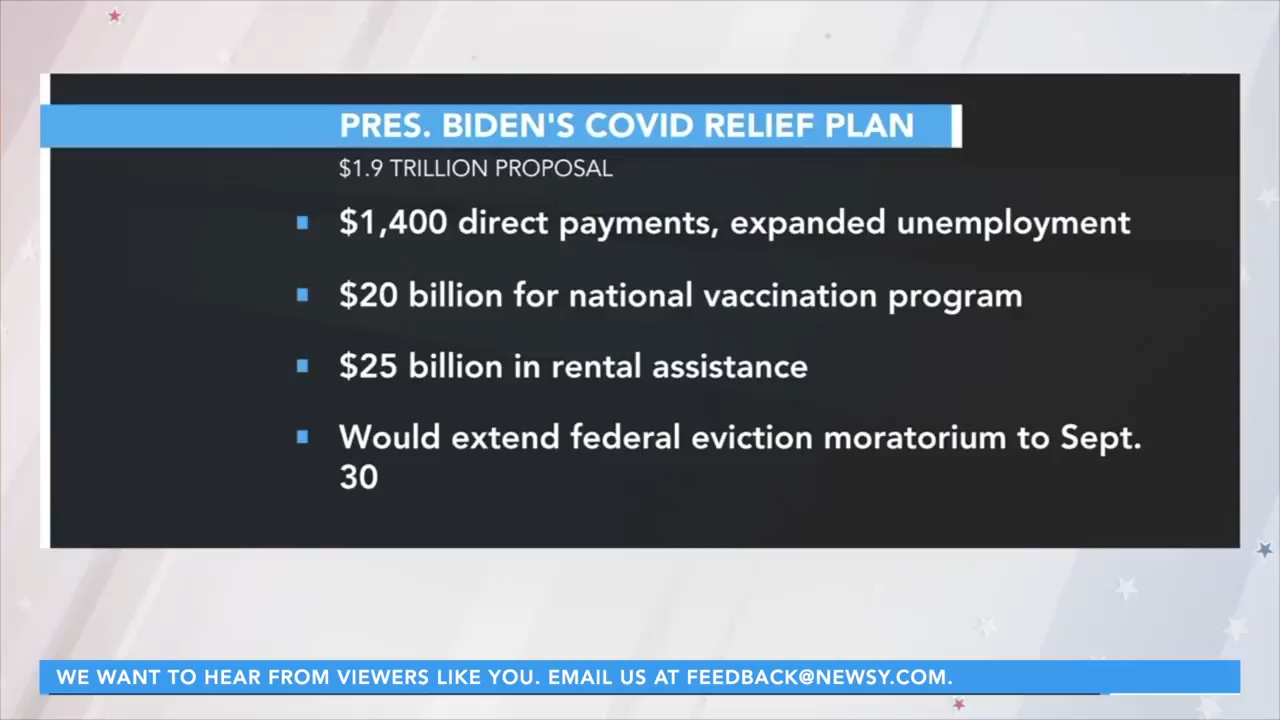 PRES. BIDEN'S COVID RELIEF PLAN
$1.9 TRILLION PROPOSAL
$1,400 direct payments, expanded unemployment
$20 billion for national vaccination program
$25 billion in rental assistance
Would extend federal eviction moratorium to Sept.
30
WE WANT TO HEAR FROM VIEWERS LIKE YOU. EMAIL US AT FEEDBACK@NEWSY.COM.